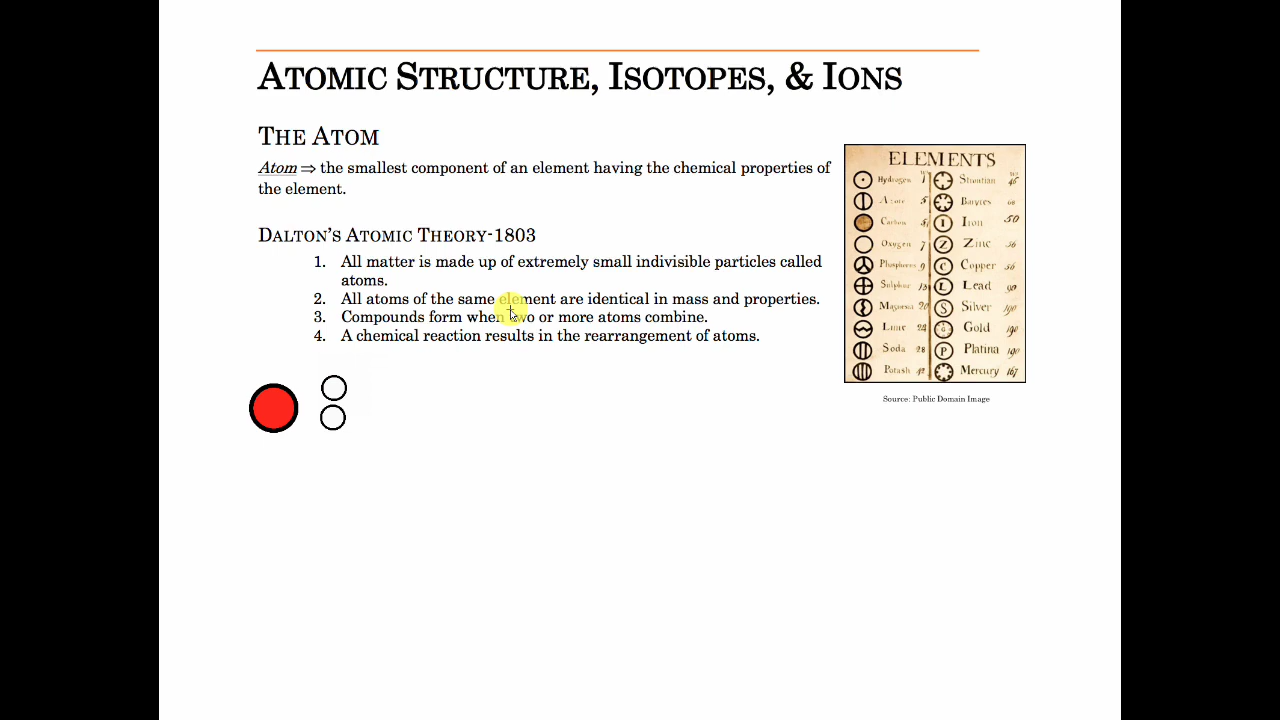 ATOMIC STRUCTURE, ISOTOPES, & IONS
THE ATOM
Atom ⇒ the smallest component of an element having the chemical properties of
the element.
DALTON'S ATOMIC THEORY-1803
1. All matter is made up of extremely small indivisible particles called
atoms.
2. All atoms of the same element are identical in mass and properties.
3. Compounds form when two or more atoms combine.
4. A chemical reaction results in the rearrangement of atoms.
ELEMENTS
Hydrogen 1 Strontian 46
Azote 5 Barytes 68
Carbon 5 I Iron 50
Oxygen 7 Z Zinc 56
Phosphorus 9 C Copper 56
Sulphur 13 L Lead 90
Magnesia 20 S Silver 190
Lime 24 Gold 190
Soda 28 P Platina 190
Potash 42 Mercury 167
Source: Public Domain Image